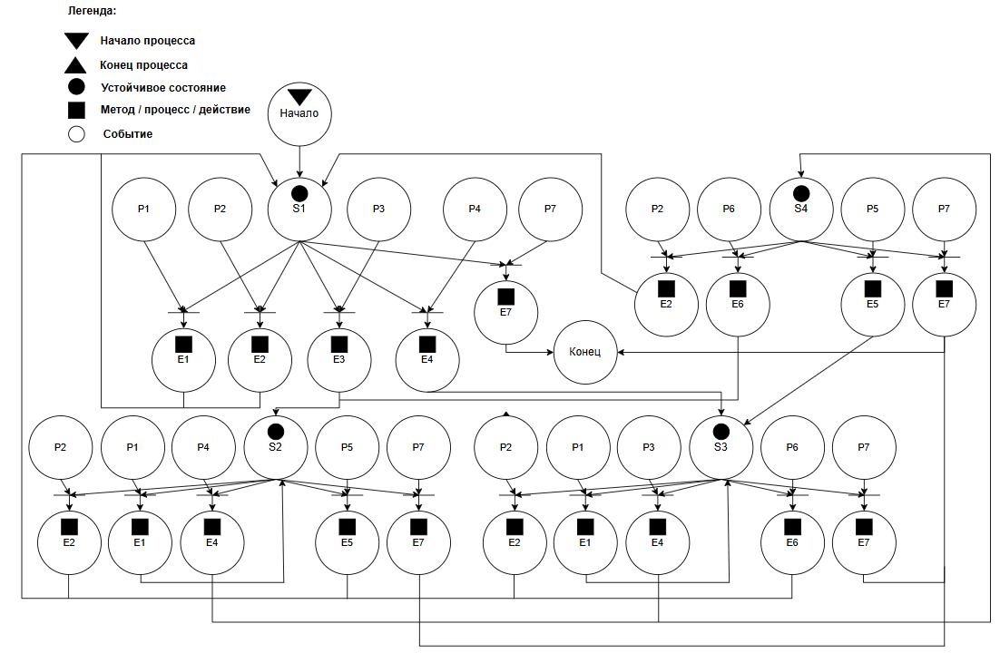 Легенда:
Начало процесса
Конец процесса
Устойчивое состояние
Метод / процесс / действие
Событие
Начало
P1 P2 S1 P3 P4 P7 P2 P6 S4 P5 P7
E2 E6 E5 E7
E7
Конец
E1 E2 E3 E4
P2 P1 P4 S2 P5 P7 P2 P1 P3 S3 P6 P7
E2 E1 E4 E5 E7 E2 E1 E4 E6 E7